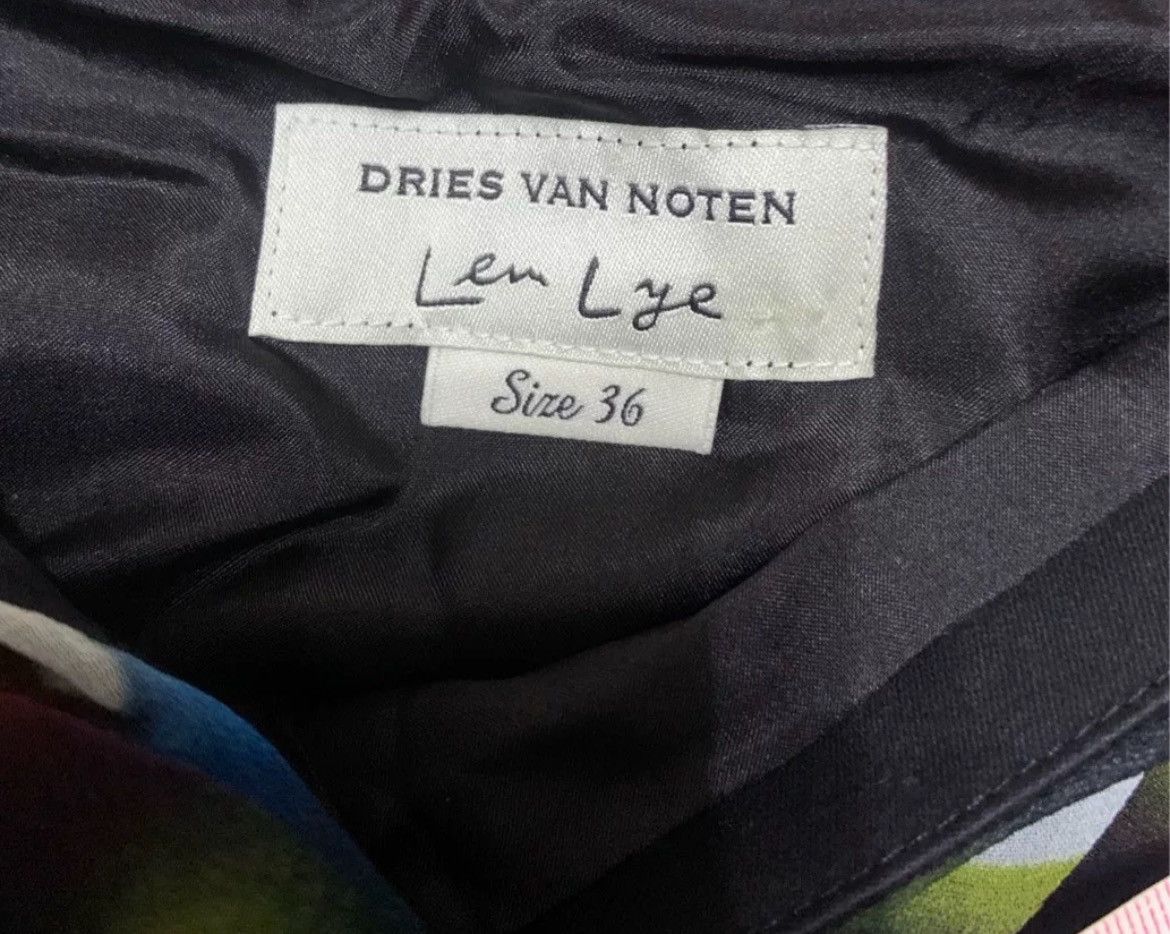 DRIES VAN NOTEN
Len Lye
Size 36